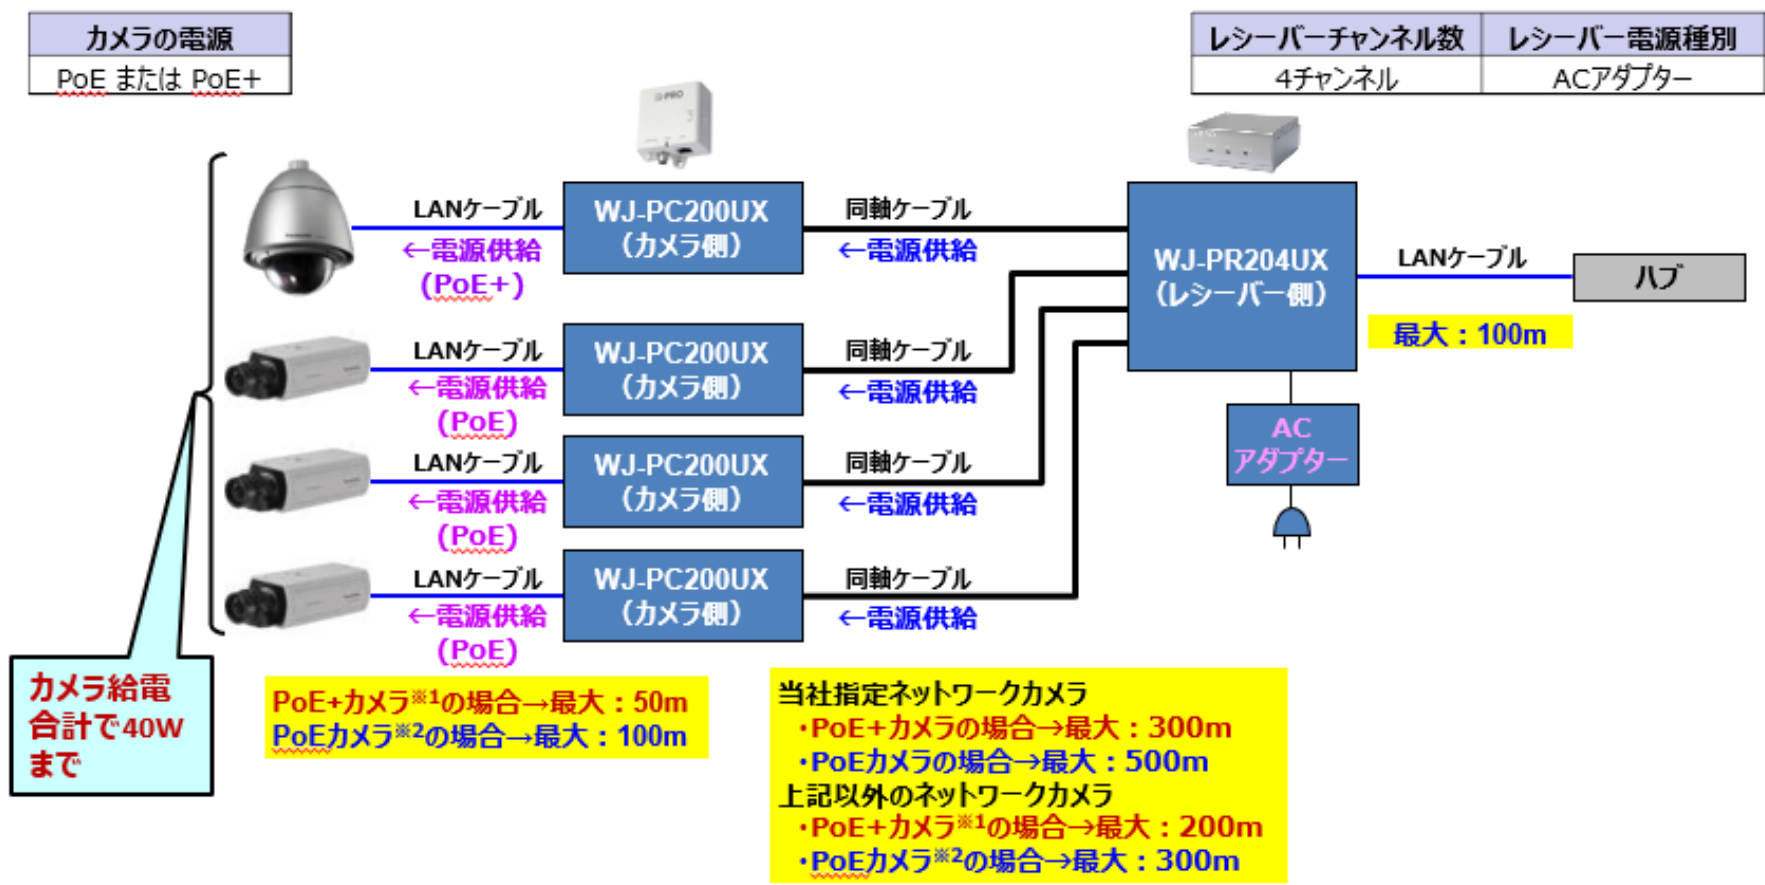 カメラの電源
PoE または PoE+
レシーバーチャンネル数 レシーバー電源種別
4チャンネル ACアダプター
i-PRO
LANケーブル
←電源供給
(PoE+)
WJ-PC200UX
(カメラ側)
同軸ケーブル
←電源供給
WJ-PR204UX
(レシーバー側)
LANケーブル
ハブ
最大：100m
LANケーブル
←電源供給
(PoE)
WJ-PC200UX
(カメラ側)
同軸ケーブル
←電源供給
AC
アダプター
LANケーブル
←電源供給
(PoE)
WJ-PC200UX
(カメラ側)
同軸ケーブル
←電源供給
LANケーブル
←電源供給
(PoE)
WJ-PC200UX
(カメラ側)
同軸ケーブル
←電源供給
カメラ給電
合計で40W
まで
PoE+カメラ※1の場合→最大：50m
PoEカメラ※2の場合→最大：100m
当社指定ネットワークカメラ
・PoE+カメラの場合→最大：300m
・PoEカメラの場合→最大：500m
上記以外のネットワークカメラ
・PoE+カメラ※1の場合→最大：200m
・PoEカメラ※2の場合→最大：300m